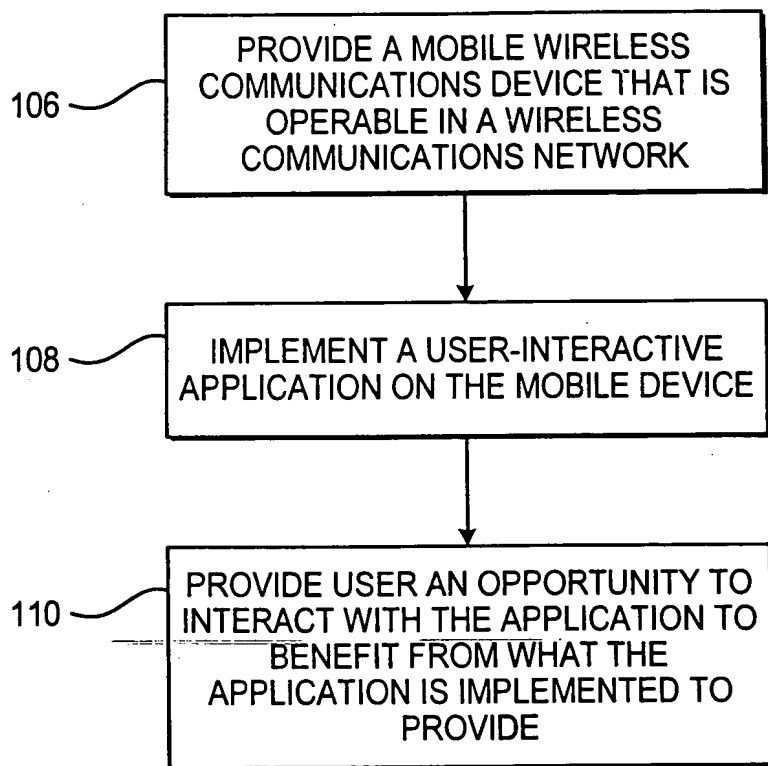 106
PROVIDE A MOBILE WIRELESS
COMMUNICATIONS DEVICE THAT IS
OPERABLE IN A WIRELESS
COMMUNICATIONS NETWORK
108
IMPLEMENT A USER-INTERACTIVE
APPLICATION ON THE MOBILE DEVICE
110
PROVIDE USER AN OPPORTUNITY TO
INTERACT WITH THE APPLICATION TO
BENEFIT FROM WHAT THE
APPLICATION IS IMPLEMENTED TO
PROVIDE